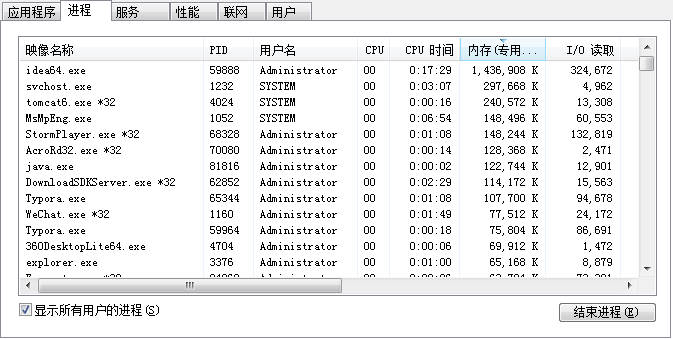 应用程序 进程 服务 性能 联网 用户
映像名称 PID 用户名 CPU CPU 时间 内存(专用... I/O 读取
idea64.exe 59888 Administrator 00 0:17:29 1,436,908 K 324,672
svchost.exe 1232 SYSTEM 00 0:03:07 297,668 K 4,962
tomcat6.exe *32 4024 SYSTEM 00 0:00:16 240,572 K 13,308
MsMpEng.exe 1052 SYSTEM 00 0:06:54 148,496 K 60,553
StormPlayer.exe *32 68328 Administrator 00 0:01:08 148,244 K 132,819
AcroRd32.exe *32 70080 Administrator 00 0:00:14 128,368 K 2,471
java.exe 81816 Administrator 00 0:00:02 122,744 K 12,901
DownloadSDKServer.exe *32 62852 Administrator 00 0:02:29 114,172 K 15,563
Typora.exe 65344 Administrator 00 0:01:08 107,700 K 94,678
WeChat.exe *32 1160 Administrator 00 0:01:49 77,512 K 24,172
Typora.exe 59964 Administrator 00 0:00:18 75,804 K 86,691
360DesktopLite64.exe 4704 Administrator 00 0:00:06 69,912 K 1,472
explorer.exe 3376 Administrator 00 0:01:00 65,168 K 8,879
显示所有用户的进程(S) 结束进程(E)